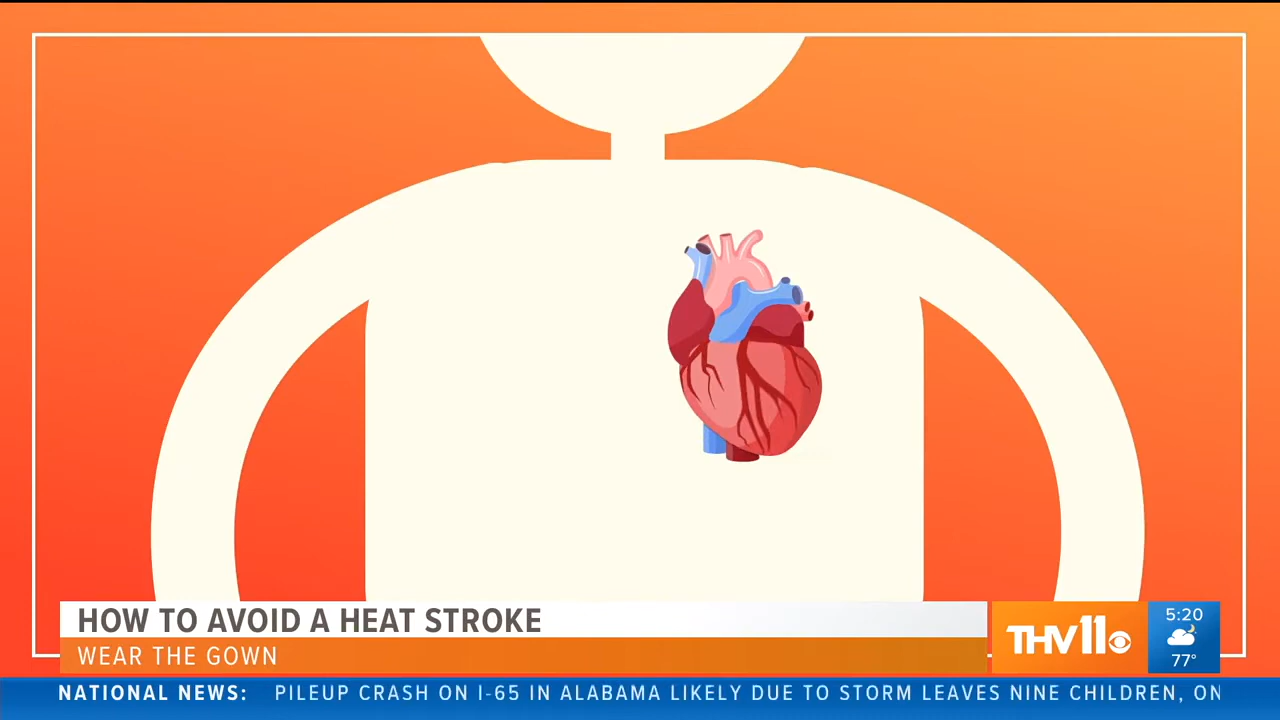 HOW TO AVOID A HEAT STROKE
WEAR THE GOWN
THV11
5:20
77°
NATIONAL NEWS: PILEUP CRASH ON I-65 IN ALABAMA LIKELY DUE TO STORM LEAVES NINE CHILDREN, ON